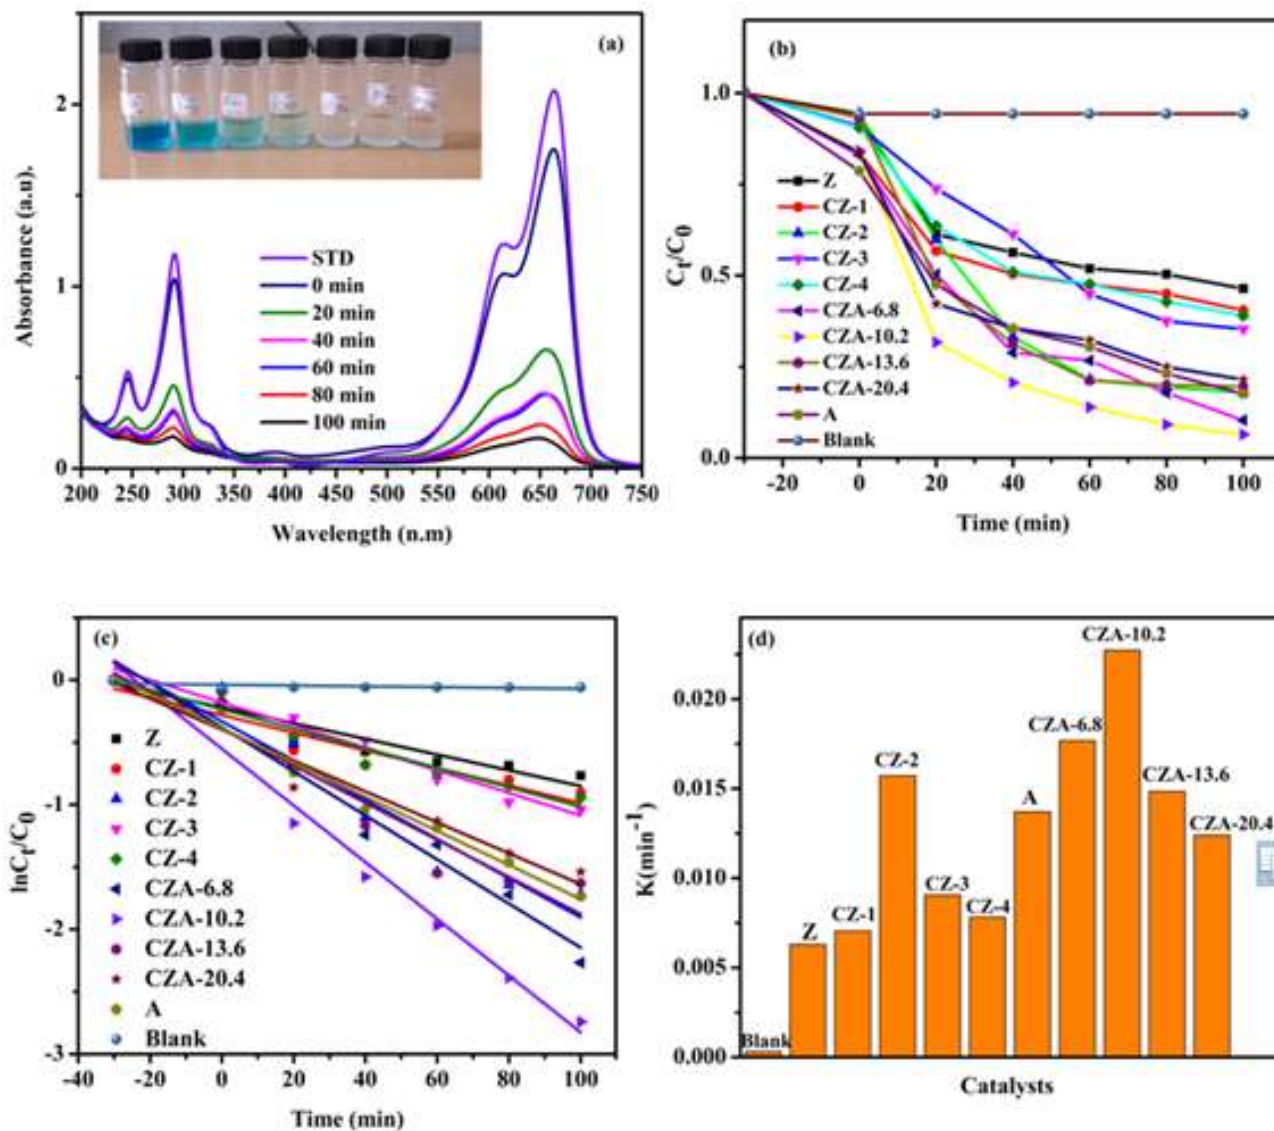 (a)
2
1
0
Absorbance (a.u).
STD
0 min
20 min
40 min
60 min
80 min
100 min
200 250 300 350 400 450 500 550 600 650 700 750
Wavelength (n.m)
(b)
1.0
0.5
0.0
Ct/C0
Z
CZ-1
CZ-2
CZ-3
CZ-4
CZA-6.8
CZA-10.2
CZA-13.6
CZA-20.4
A
Blank
-20 0 20 40 60 80 100
Time (min)
(c)
0
-1
-2
-3
lnCt/C0
Z
CZ-1
CZ-2
CZ-3
CZ-4
CZA-6.8
CZA-10.2
CZA-13.6
CZA-20.4
A
Blank
-40 -20 0 20 40 60 80 100
Time (min)
(d)
0.020
0.015
0.010
0.005
0.000
K(min-1)
Blank
Z
CZ-1
CZ-2
CZ-3
CZ-4
A
CZA-6.8
CZA-10.2
CZA-13.6
CZA-20.4
Catalysts